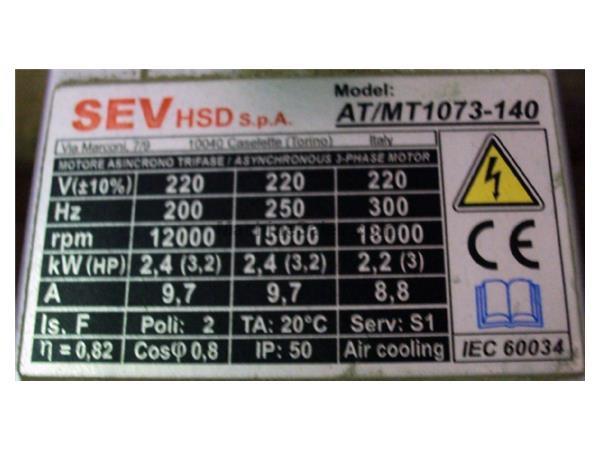 SEV HSD S.p.A. Model: AT/MT1073-140
Via Marconi, 7/9 10040 Caselette (Torino) Italy
MOTORE ASINCRONO TRIFASE / ASYNCHRONOUS 3-PHASE MOTOR
V(±10%) 220 220 220
Hz 200 250 300
rpm 12000 15000 18000
kW (HP) 2,4 (3,2) 2,4 (3,2) 2,2 (3)
A 9,7 9,7 8,8
Is. F Poli: 2 TA: 20°C Serv: S1
η = 0,82 Cosφ 0,8 IP: 50 Air cooling
CE
IEC 60034